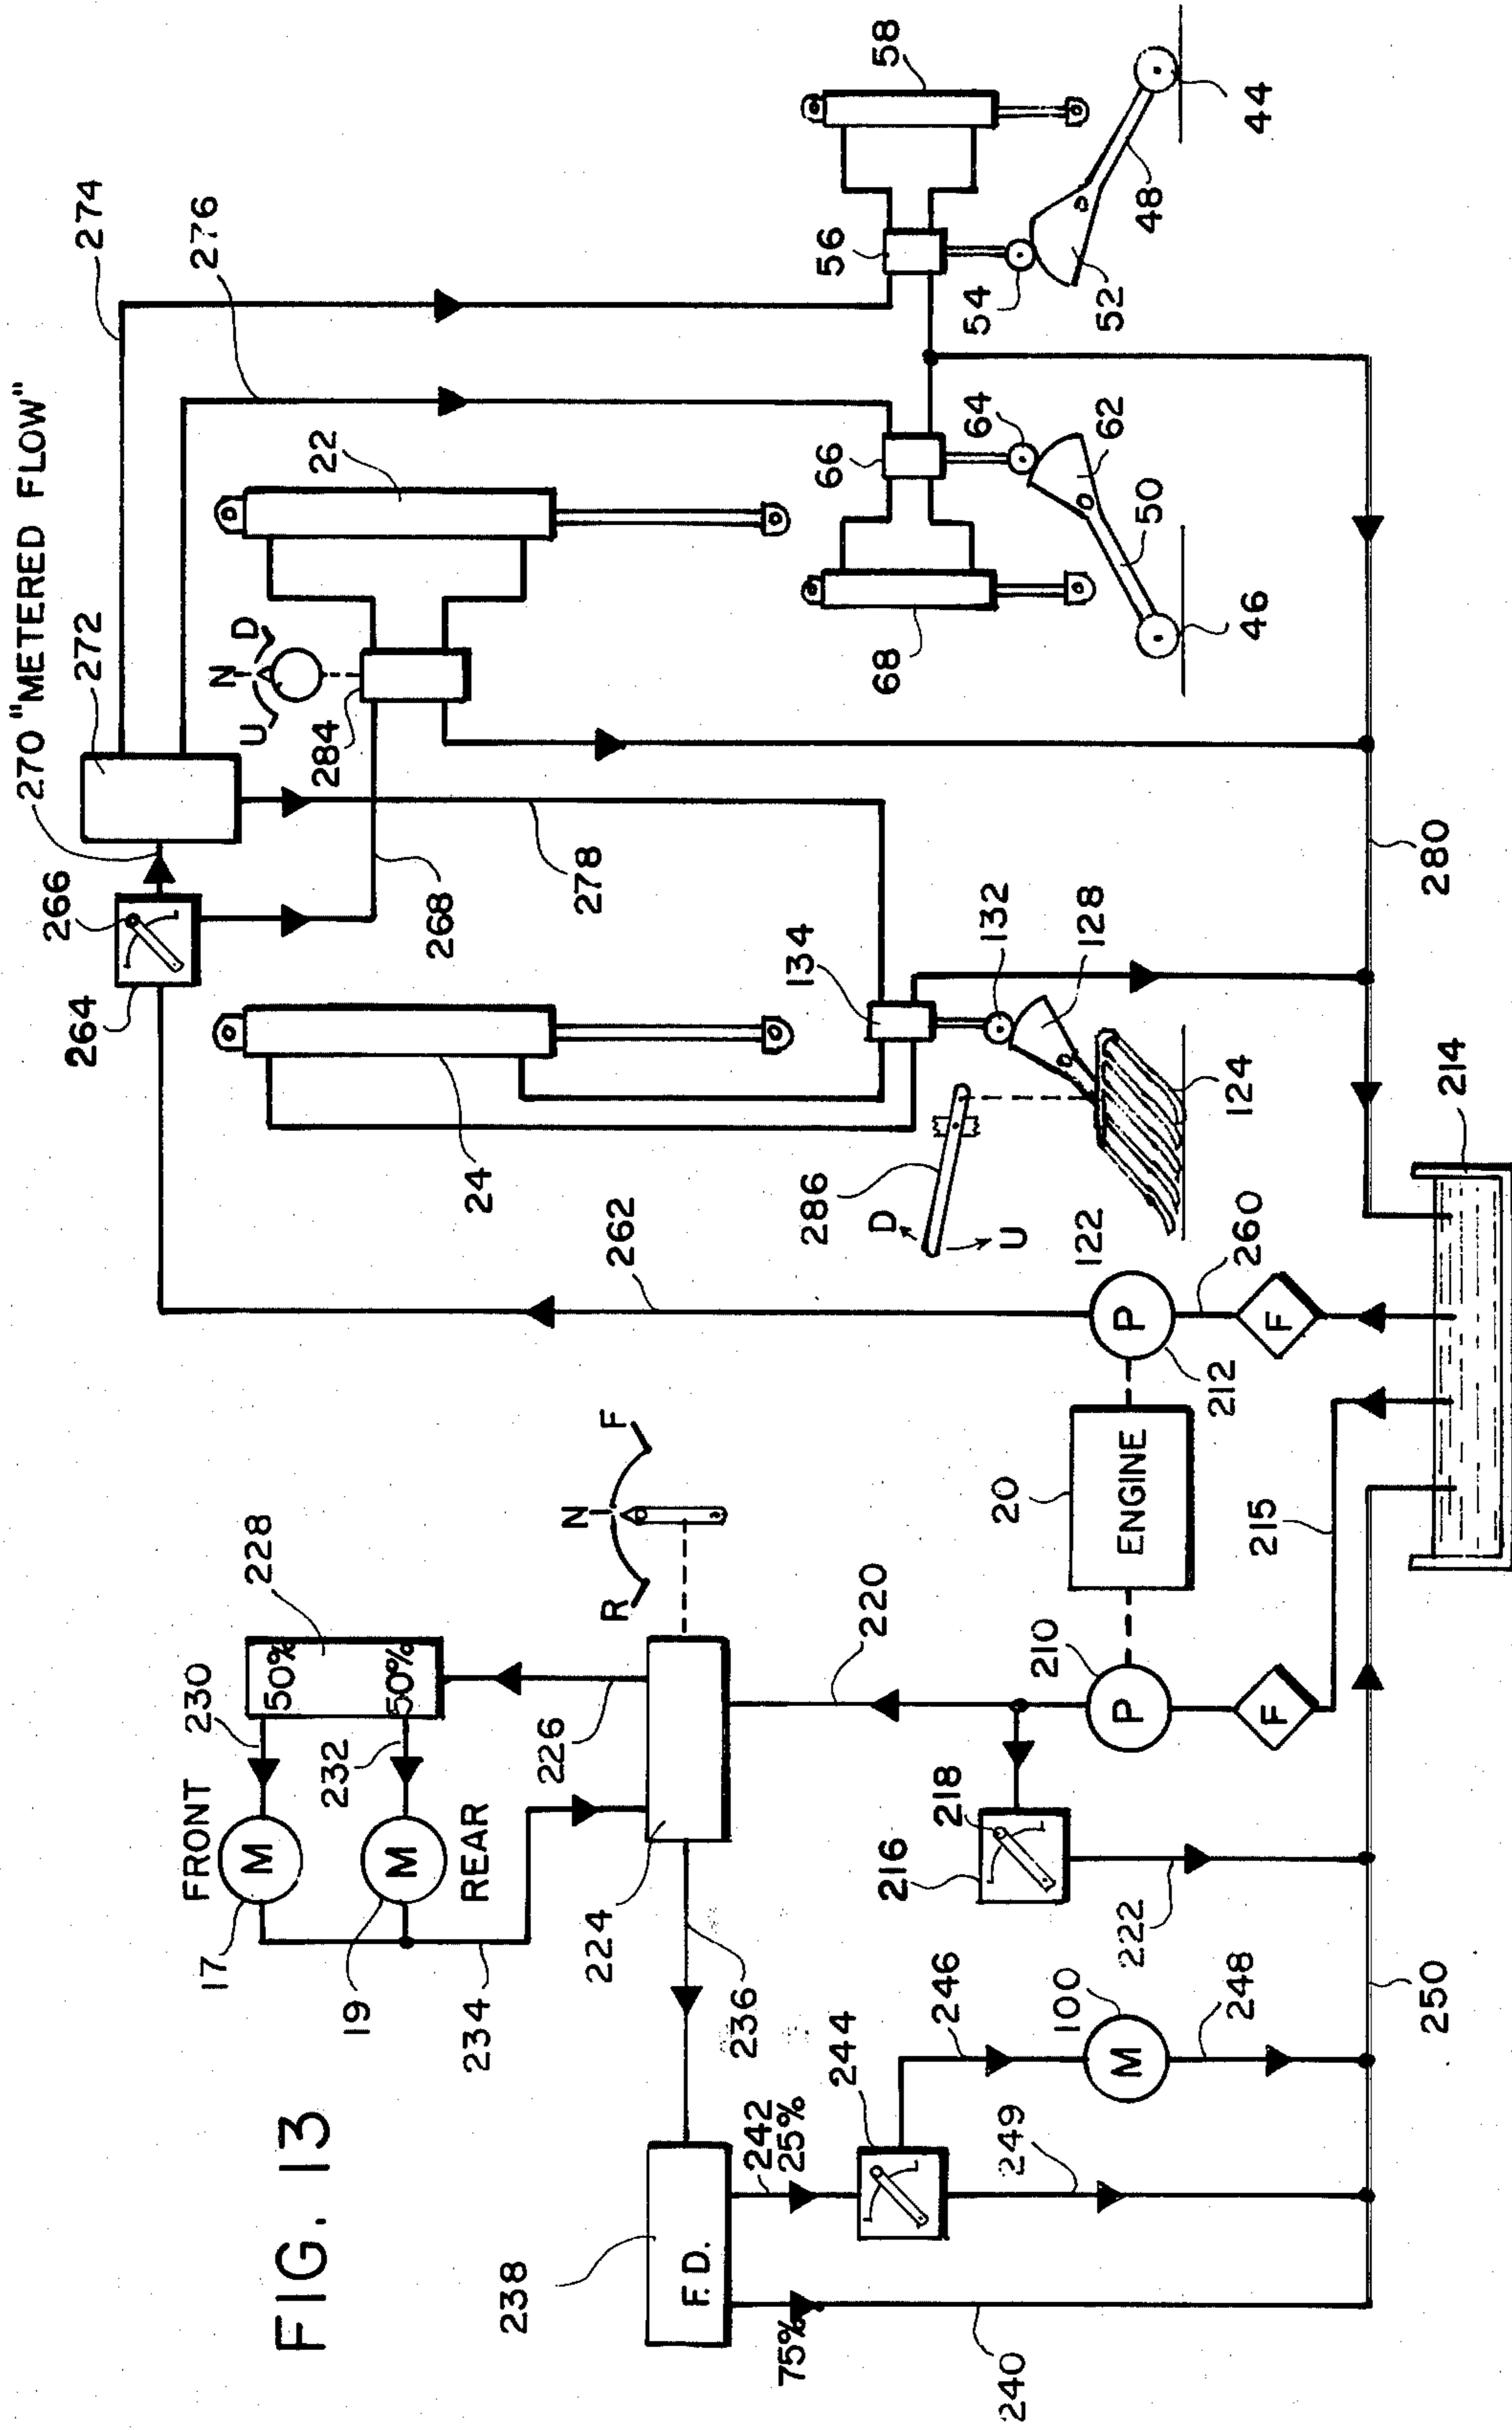 FIG. 13
FRONT
17
M
230
50%
228
50%
232
M
19
REAR
234
226
224
R
N
F
236
238
F.D.
75%
240
242
25%
244
246
249
100
M
248
250
216
218
222
220
210
P
F
20
ENGINE
215
P
212
F
260
214
262
264
266
270 "METERED FLOW"
272
274
276
268
278
24
22
U
N
D
284
134
132
128
124
122
286
D
U
280
58
56
54
52
48
44
66
64
62
50
46
68